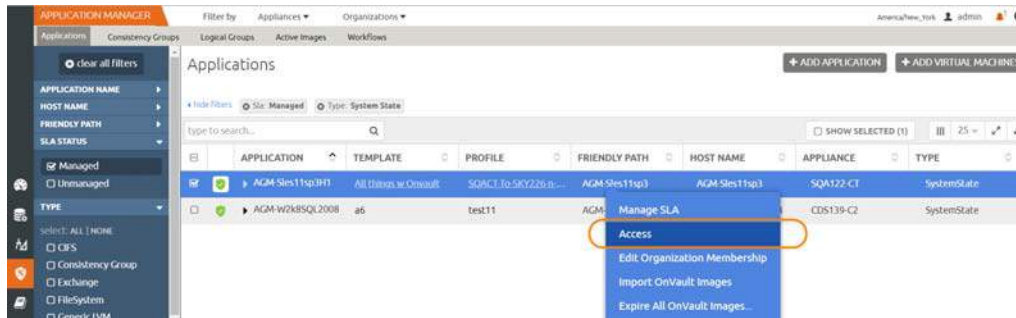 APPLICATION MANAGER Filter by Appliances Organizations America/New_York admin
Applications Consistency Groups Logical Groups Active Images Workflows
clear all filters Applications + ADD APPLICATION + ADD VIRTUAL MACHINES
APPLICATION NAME
HOST NAME hide filters Sla: Managed Type: System State
FRIENDLY PATH type to search... SHOW SELECTED (1) 25
SLA STATUS
APPLICATION TEMPLATE PROFILE FRIENDLY PATH HOST NAME APPLIANCE TYPE
Managed
Unmanaged AGM-Sles11sp3H1 All things w Onvault SQACT To SKY226-n-... AGM-Sles11sp3 AGM-Sles11sp3 SQA122-CT SystemState
TYPE AGM-W2k8SQL2008 a6 test11 AGM- CDS139-C2 SystemState
select: ALL | NONE
CIFS
Consistency Group
Exchange
FileSystem
Generic LVM
Manage SLA
Access
Edit Organization Membership
Import OnVault Images
Expire All OnVault Images...